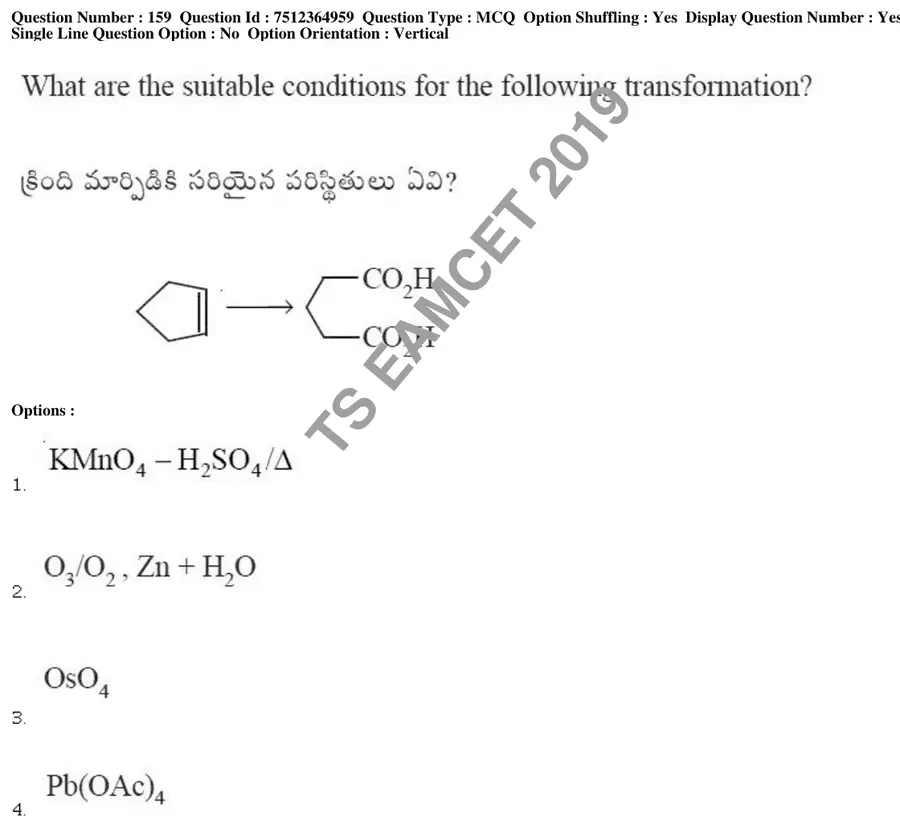 Question Number : 159 Question Id : 7512364959 Question Type : MCQ Option Shuffling : Yes Display Question Number : Yes
Single Line Question Option : No Option Orientation : Vertical
What are the suitable conditions for the following transformation?
క్రింది మార్పిడికి సరియైన పరిస్థితులు ఏవి?
CO₂H
CO₂H
TS EAMCET 2019
Options :
1. KMnO₄ – H₂SO₄/Δ
2. O₃/O₂ , Zn + H₂O
3. OsO₄
4. Pb(OAc)₄